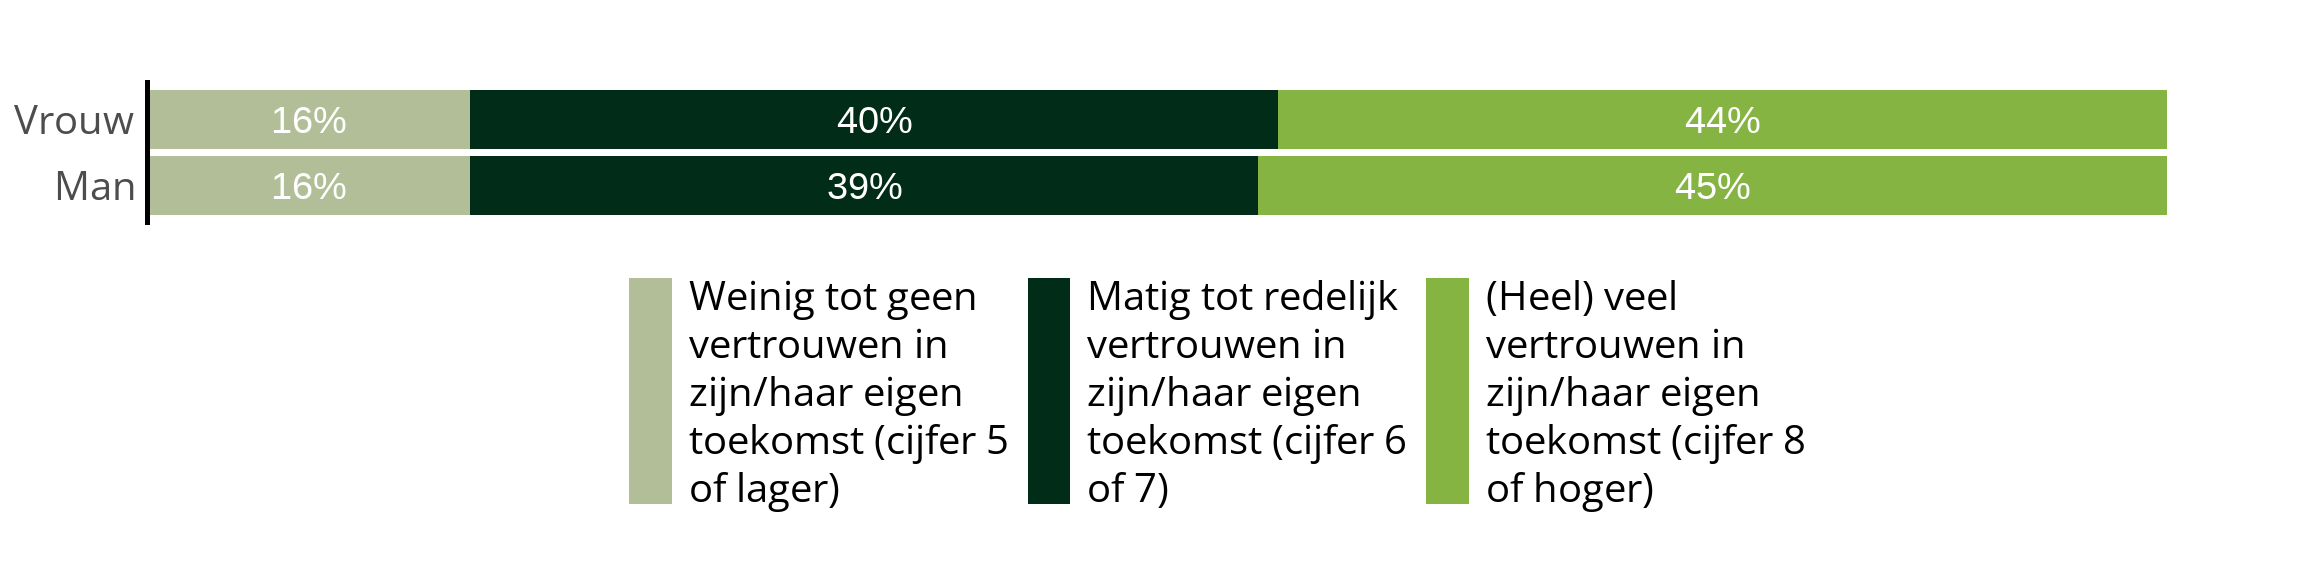 Vrouw 16% 40% 44%
Man 16% 39% 45%
Weinig tot geen
vertrouwen in
zijn/haar eigen
toekomst (cijfer 5
of lager)
Matig tot redelijk
vertrouwen in
zijn/haar eigen
toekomst (cijfer 6
of 7)
(Heel) veel
vertrouwen in
zijn/haar eigen
toekomst (cijfer 8
of hoger)